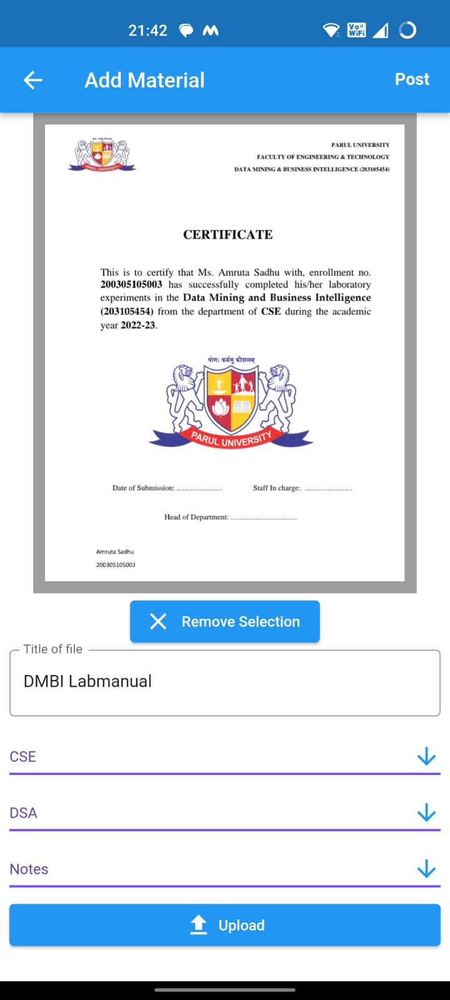 21:42
Vo
WiFi
Add Material
Post
PARUL UNIVERSITY
FACULTY OF ENGINEERING & TECHNOLOGY
DATA MINING & BUSINESS INTELLIGENCE (203105454)
PARUL UNIVERSITY
CERTIFICATE
This is to certify that Ms. Amruta Sadhu with, enrollment no.
200305105003 has successfully completed his/her laboratory
experiments in the Data Mining and Business Intelligence
(203105454) from the department of CSE during the academic
year 2022-23.
योगः कर्मसु कौशलम्
PARUL UNIVERSITY
Date of Submission: ........................ Staff In charge:. .........................
Head of Department: ...................................
Amruta Sadhu
200305105003
Remove Selection
Title of file
DMBI Labmanual
CSE
DSA
Notes
Upload